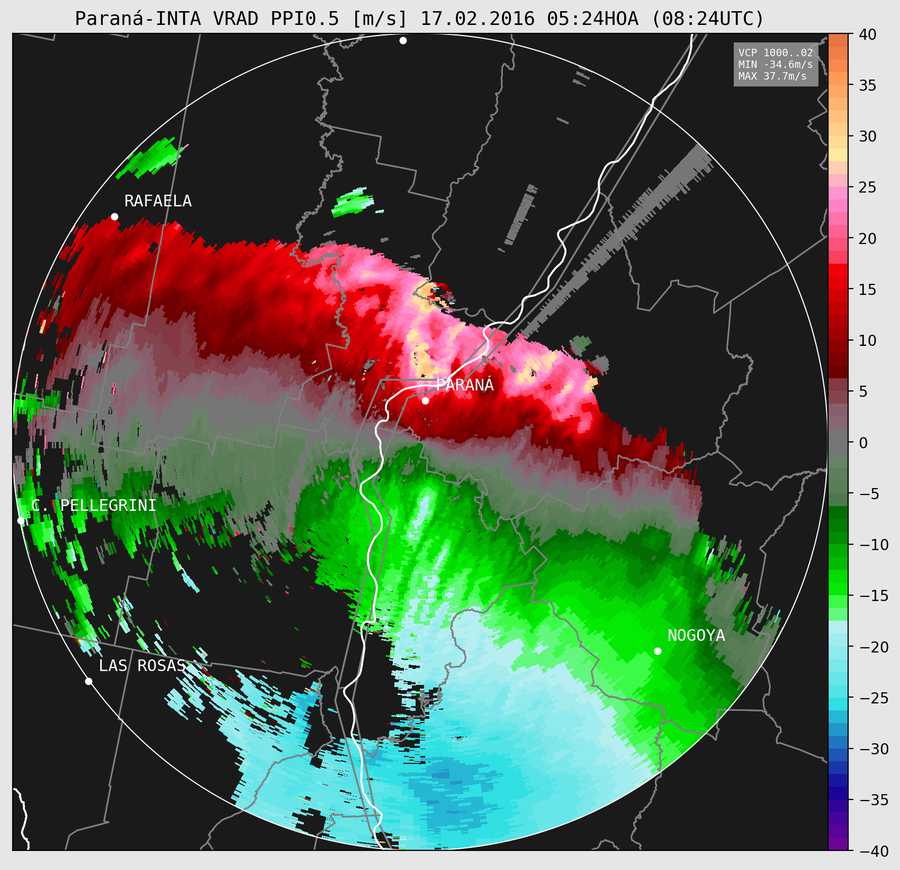 Paraná-INTA VRAD PPI0.5 [m/s] 17.02.2016 05:24HOA (08:24UTC)
VCP 1000..02
MIN -34.6m/s
MAX 37.7m/s
RAFAELA
PARANÁ
C. PELLEGRINI
NOGOYA
LAS ROSAS
40
35
30
25
20
15
10
5
0
−5
−10
−15
−20
−25
−30
−35
−40